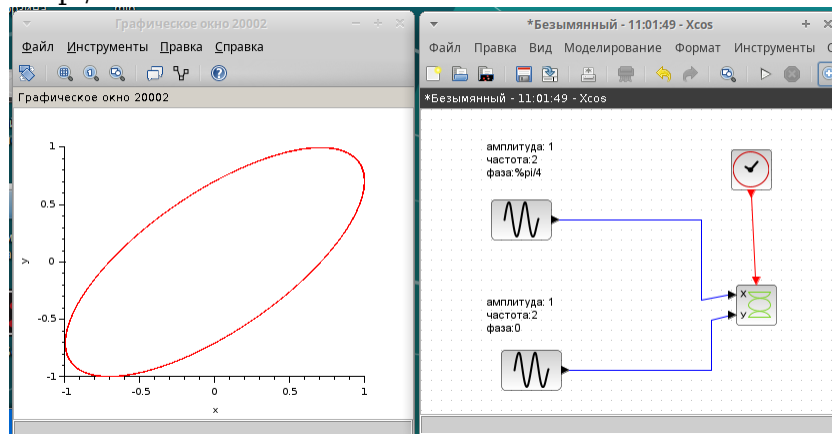 Графическое окно 20002
Файл Инструменты Правка Справка
Графическое окно 20002
1
0.5
0
-0.5
-1
y
-1 -0.5 0 0.5 1
x
*Безымянный - 11:01:49 - Xcos
Файл Правка Вид Моделирование Формат Инструменты
*Безымянный - 11:01:49 - Xcos
амплитуда: 1
частота:2
фаза:%pi/4
X
y
амплитуда: 1
частота:2
фаза:0